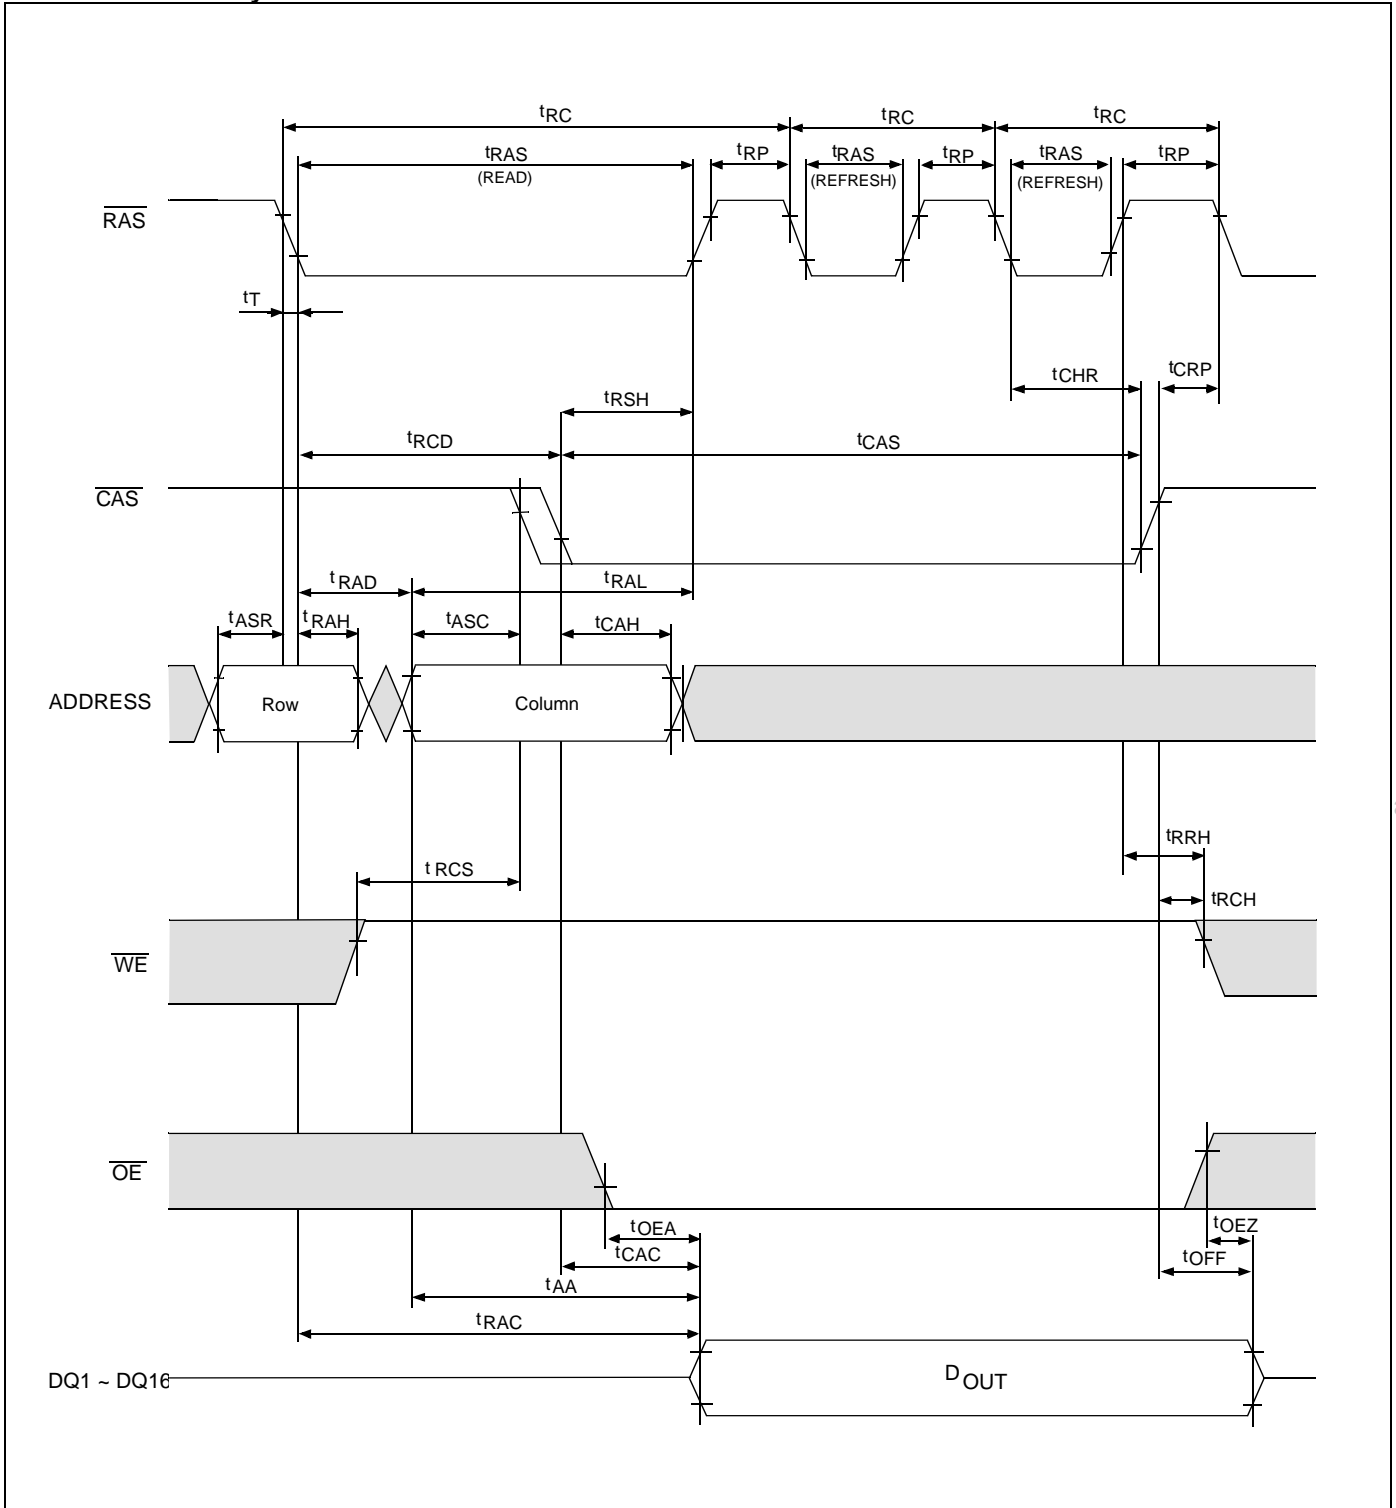 tRC tRC tRC
tRAS tRP tRAS tRP tRAS tRP
(READ) (REFRESH) (REFRESH)
RAS
tT
tCHR tCRP
tRSH
tRCD tCAS
CAS
tRAD tRAL
tASR tRAH tASC tCAH
ADDRESS Row Column
tRRH
tRCS
tRCH
WE
OE
tOEA tOEZ
tCAC tOFF
tAA
tRAC
DQ1 ~ DQ16 DOUT